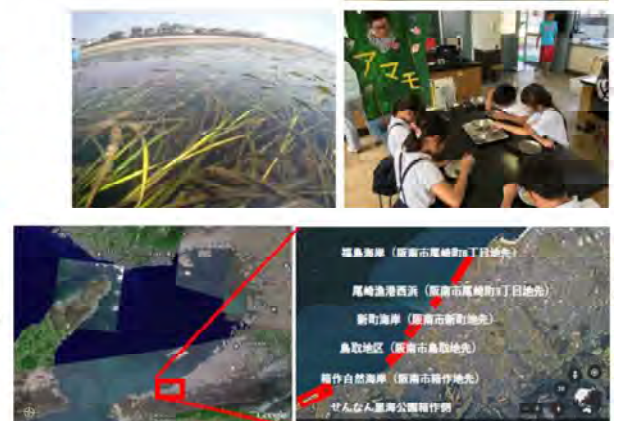 アマモ
福島海岸（阪南市尾崎町8丁目地先）
尾崎漁港西浜（阪南市尾崎町3丁目地先）
新町海岸（阪南市新町地先）
鳥取地区（阪南市鳥取地先）
箱作自然海岸（阪南市箱作地先）
せんなん里海公園箱作側
Google